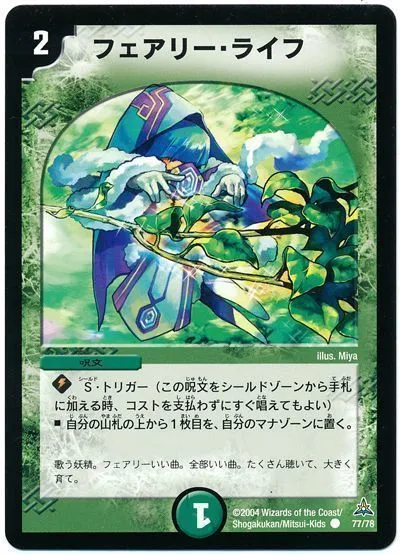 2
フェアリー・ライフ
illus. Miya
呪文
S・トリガー（この呪文をシールドゾーンから手札
に加える時、コストを支払わずにすぐ唱えてもよい）
■ 自分の山札の上から1枚目を、自分のマナゾーンに置く。
歌う妖精。フェアリーいい曲。全部いい曲。たくさん聴いて、大きく
育て。
1
©2004 Wizards of the Coast/
Shogakukan/Mitsui-Kids ● 77/78